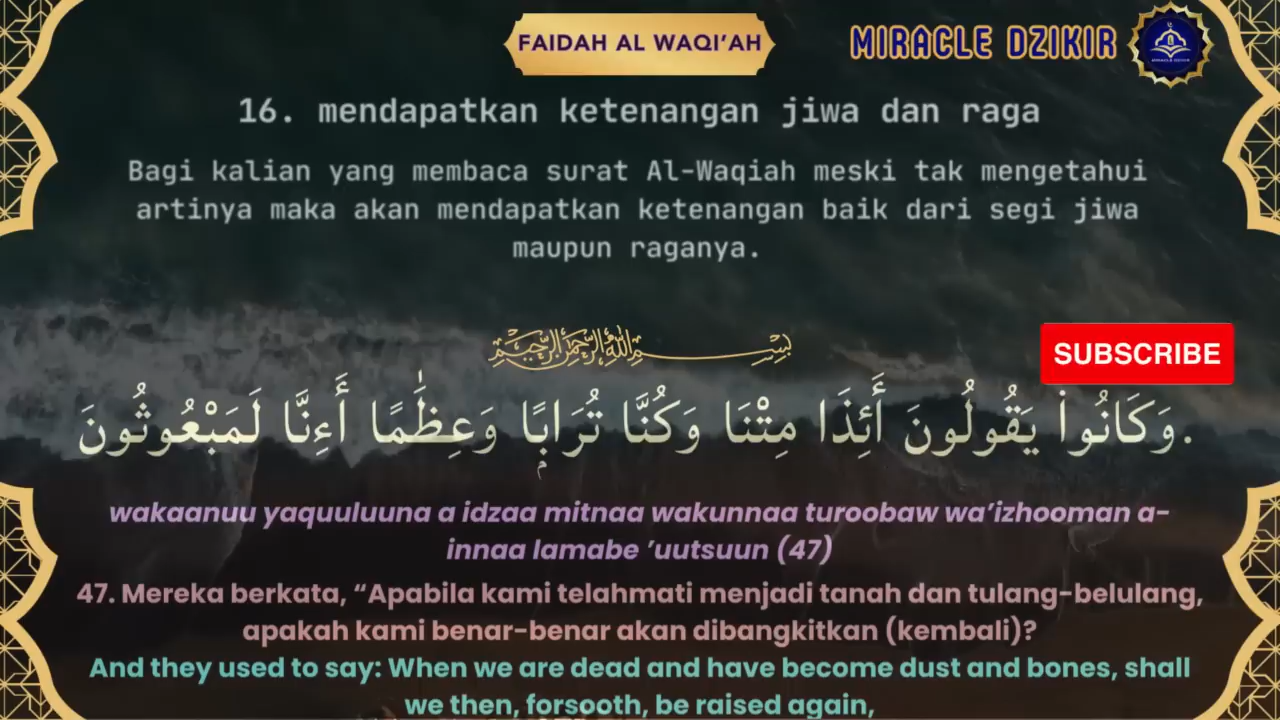 FAIDAH AL WAQI'AH
MIRACLE DZIKIR
16. mendapatkan ketenangan jiwa dan raga
Bagi kalian yang membaca surat Al-Waqiah meski tak mengetahui
artinya maka akan mendapatkan ketenangan baik dari segi jiwa
maupun raganya.
بِسْمِ اللهِ الرَّحْمٰنِ الرَّحِيْمِ
SUBSCRIBE
.وَكَانُوا۟ يَقُولُونَ أَئِذَا مِتْنَا وَكُنَّا تُرَابًۭا وَعِظَٰمًا أَءِنَّا لَمَبْعُوثُونَ
wakaanuu yaquuluuna a idzaa mitnaa wakunnaa turoobaw wa'izhooman a-
innaa lamabe 'uutsuun (47)
47. Mereka berkata, “Apabila kami telahmati menjadi tanah dan tulang-belulang,
apakah kami benar-benar akan dibangkitkan (kembali)?
And they used to say: When we are dead and have become dust and bones, shall
we then, forsooth, be raised again,